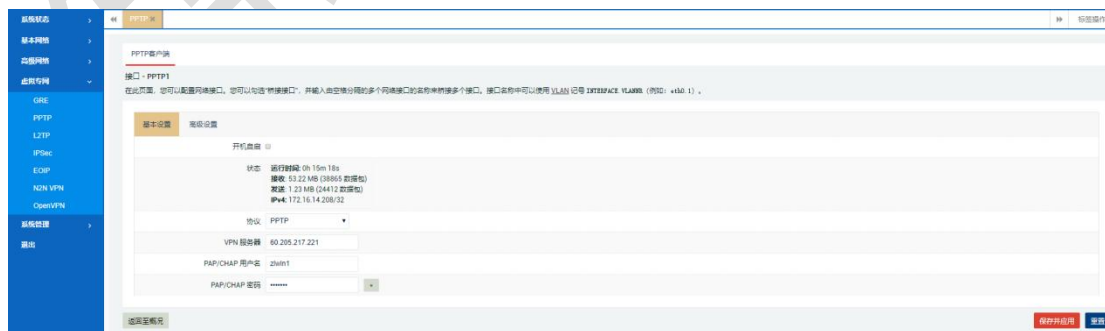 系统状态
基本网络
高级网络
虚拟专网
GRE
PPTP
L2TP
IPSec
EOIP
N2N VPN
OpenVPN
系统管理
退出
PPTP
标签操作
PPTP客户端
接口 - PPTP1
在此页面，您可以配置网络接口。您可以勾选“桥接接口”，并输入由空格分隔的多个网络接口的名称来桥接多个接口。接口名称中可以使用 VLAN 记号 INTERFACE.VLANNR（例如：eth0.1）。
基本设置 高级设置
开机自启
状态 运行时间: 0h 15m 18s
接收: 53.22 MB (38865 数据包)
发送: 1.23 MB (24412 数据包)
IPv4: 172.16.14.208/32
协议 PPTP
VPN 服务器 60.205.217.221
PAP/CHAP 用户名 zlwin1
PAP/CHAP 密码 •••••••
返回至概况
保存并应用 重置